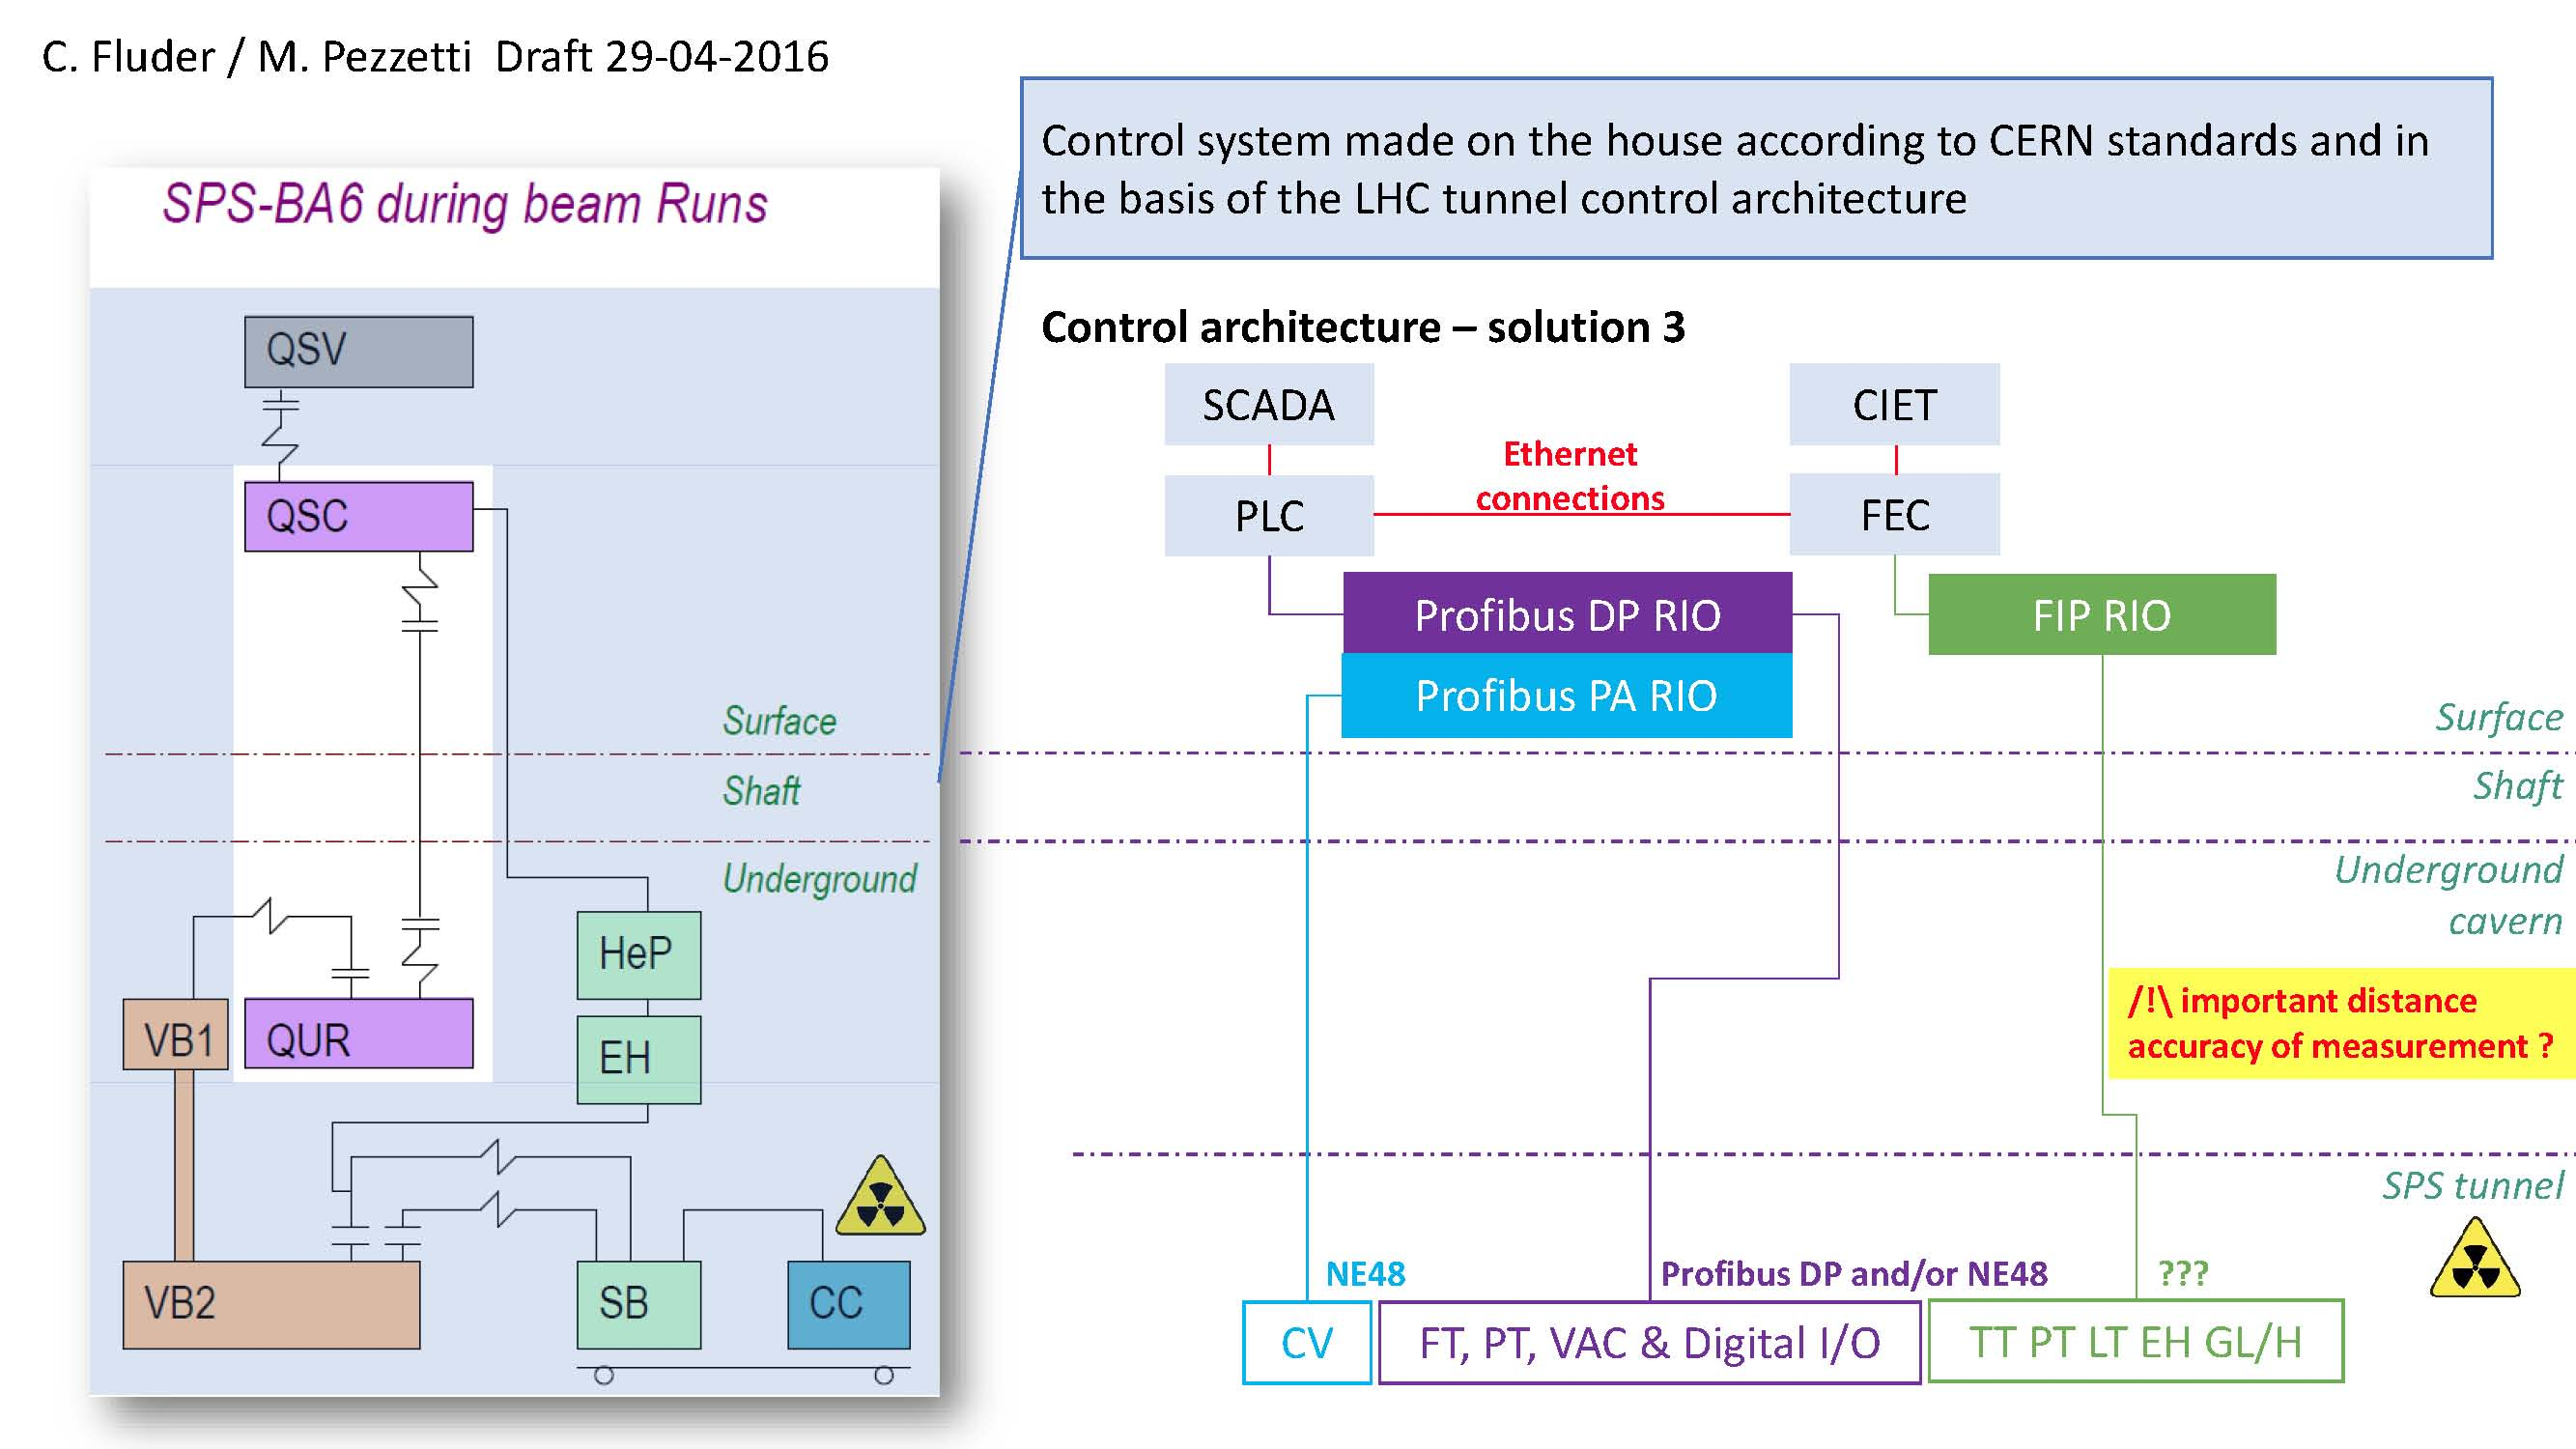 C. Fluder / M. Pezzetti Draft 29-04-2016
SPS-BA6 during beam Runs
QSV
QSC
Surface
Shaft
Underground
HeP
VB1
QUR
EH
VB2
SB
CC
Control system made on the house according to CERN standards and in
the basis of the LHC tunnel control architecture
Control architecture – solution 3
SCADA
CIET
Ethernet
connections
PLC
FEC
Profibus DP RIO
FIP RIO
Profibus PA RIO
Surface
Shaft
Underground
cavern
/!\ important distance
accuracy of measurement ?
SPS tunnel
NE48
Profibus DP and/or NE48
???
CV
FT, PT, VAC & Digital I/O
TT PT LT EH GL/H